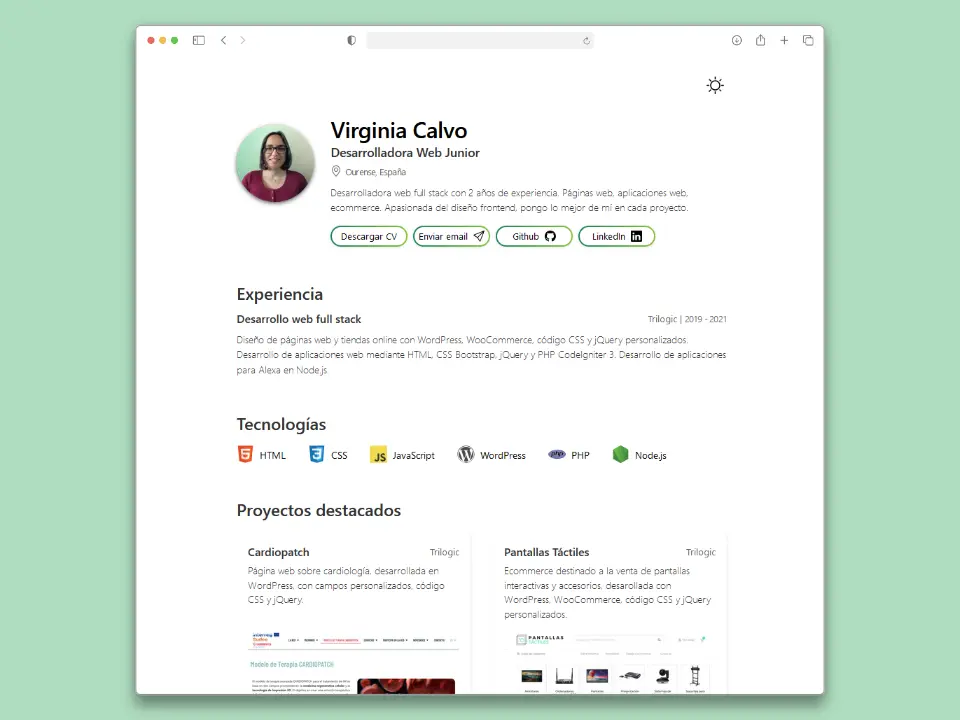 Virginia Calvo
Desarrolladora Web Junior
Ourense, España
Desarrolladora web full stack con 2 años de experiencia. Páginas web, aplicaciones web,
ecommerce. Apasionada del diseño frontend, pongo lo mejor de mí en cada proyecto.
Descargar CV
Enviar email
Github
LinkedIn
Experiencia
Desarrollo web full stack
Trilogic | 2019 - 2021
Diseño de páginas web y tiendas online con WordPress, WooCommerce, código CSS y jQuery personalizados.
Desarrollo de aplicaciones web mediante HTML, CSS Bootstrap, jQuery y PHP CodeIgniter 3. Desarrollo de aplicaciones
para Alexa en Node.js.
Tecnologías
HTML
CSS
JS JavaScript
WordPress
php PHP
Node.js
Proyectos destacados
Cardiopatch
Trilogic
Página web sobre cardiología, desarrollada en
WordPress, con campos personalizados, código
CSS y jQuery.
Interreg
Modelo de Terapia CARDIOPATCH
Pantallas Táctiles
Trilogic
Ecommerce destinado a la venta de pantallas
interactivas y accesorios, desarollada con
WordPress, WooCommerce, código CSS y jQuery
personalizados.
PANTALLAS
TÁCTILES